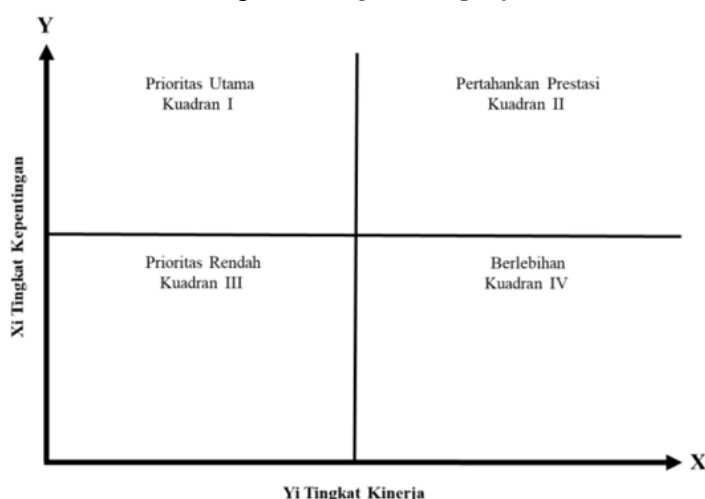 Y
Prioritas Utama
Kuadran I
Pertahankan Prestasi
Kuadran II
Xi Tingkat Kepentingan
Prioritas Rendah
Kuadran III
Berlebihan
Kuadran IV
X
Yi Tingkat Kinerja